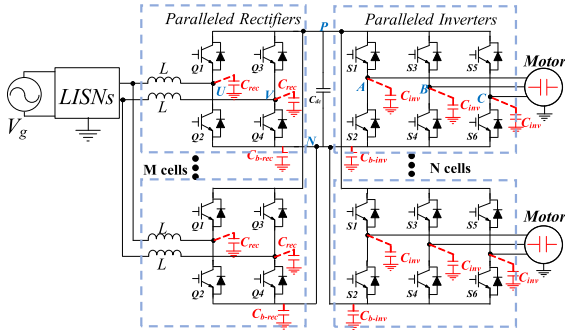 Paralleled Rectifiers
P
Paralleled Inverters
Q1
Q3
S1
S3
S5
Motor
L
L
U
V
C_rec
C_rec
C_dc
A
B
C
C_inv
C_inv
C_inv
LISNs
V_g
Q2
Q4
N
S2
S4
S6
C_b-rec
C_b-inv
M cells
N cells
Q1
Q3
S1
S3
S5
Motor
L
L
C_rec
C_rec
C_inv
C_inv
C_inv
Q2
Q4
S2
S4
S6
C_b-rec
C_b-inv